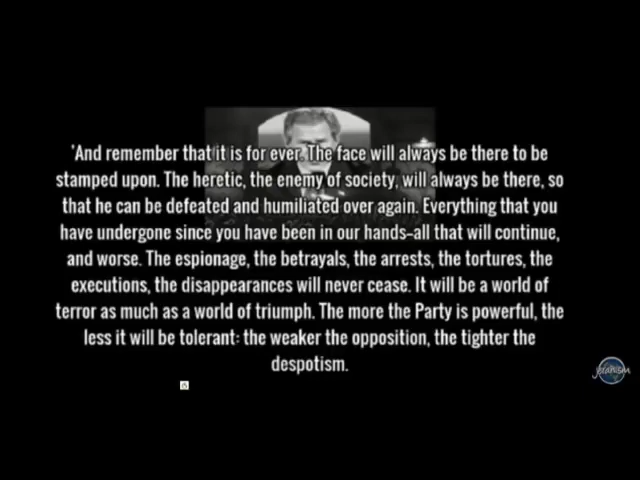 'And remember that it is for ever. The face will always be there to be
stamped upon. The heretic, the enemy of society, will always be there, so
that he can be defeated and humiliated over again. Everything that you
have undergone since you have been in our hands-all that will continue,
and worse. The espionage, the betrayals, the arrests, the tortures, the
executions, the disappearances will never cease. It will be a world of
terror as much as a world of triumph. The more the Party is powerful, the
less it will be tolerant: the weaker the opposition, the tighter the
despotism.